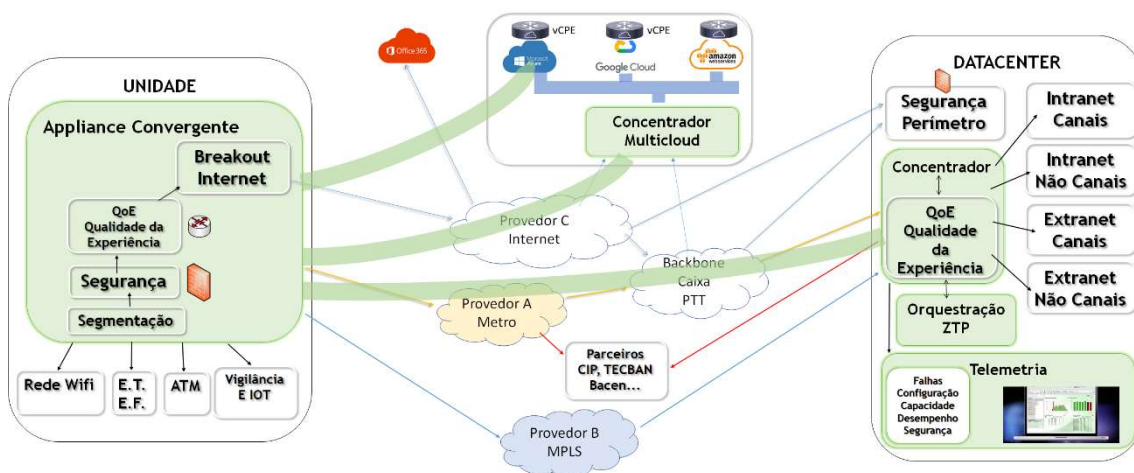 UNIDADE
Appliance Convergente
Breakout
Internet
QoE
Qualidade da
Experiência
Segurança
Segmentação
Rede Wifi
E.T.
E.F.
ATM
Vigilância
E IOT
Office 365
vCPE
vCPE
Microsoft
Azure
Google Cloud
amazon
webservices
Concentrador
Multicloud
Provedor C
Internet
Backbone
Caixa
PTT
Provedor A
Metro
Parceiros
CIP, TECBAN
Bacen...
Provedor B
MPLS
DATACENTER
Segurança
Perímetro
Concentrador
QoE
Qualidade
da
Experiência
Orquestração
ZTP
Intranet
Canais
Intranet
Não Canais
Extranet
Canais
Extranet
Não Canais
Telemetria
Falhas
Configuração
Capacidade
Desempenho
Segurança